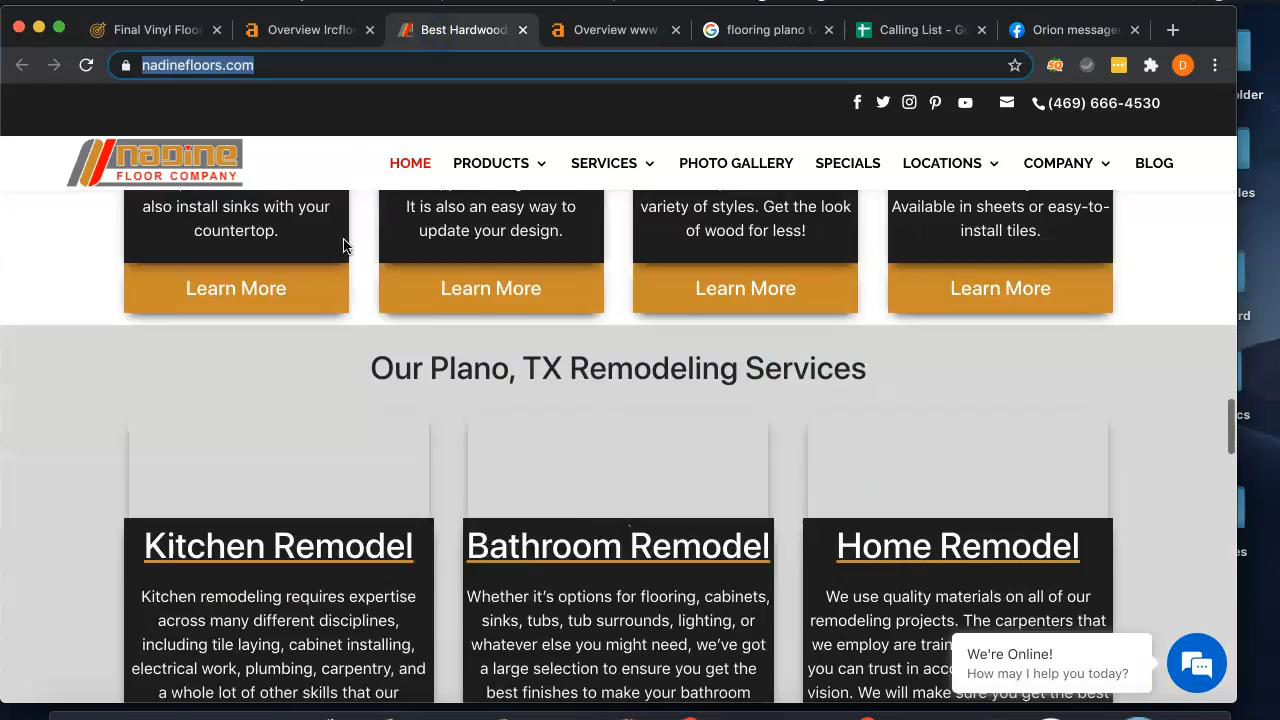 Final Vinyl Floor
Overview lrcfloo
Best Hardwood
Overview www.
flooring plano t
Calling List - Go
Orion message
nadinefloors.com
D
(469) 666-4530
nadine
FLOOR COMPANY
HOME
PRODUCTS
SERVICES
PHOTO GALLERY
SPECIALS
LOCATIONS
COMPANY
BLOG
also install sinks with your
countertop.
It is also an easy way to
update your design.
variety of styles. Get the look
of wood for less!
Available in sheets or easy-to-
install tiles.
Learn More
Learn More
Learn More
Learn More
Our Plano, TX Remodeling Services
Kitchen Remodel
Kitchen remodeling requires expertise
across many different disciplines,
including tile laying, cabinet installing,
electrical work, plumbing, carpentry, and
a whole lot of other skills that our
Bathroom Remodel
Whether it's options for flooring, cabinets,
sinks, tubs, tub surrounds, lighting, or
whatever else you might need, we've got
a large selection to ensure you get the
best finishes to make your bathroom
Home Remodel
We use quality materials on all of our
remodeling projects. The carpenters that
we employ are train
you can trust in acc
vision. We will make sure you get the best
We're Online!
How may I help you today?
older
les
rd
cs
es